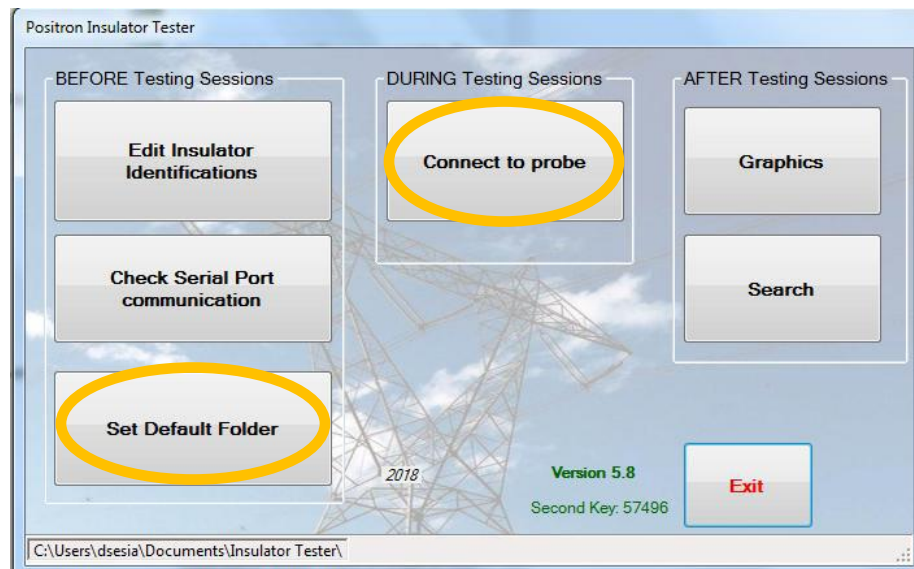 Positron Insulator Tester
BEFORE Testing Sessions
Edit Insulator
Identifications
Check Serial Port
communication
Set Default Folder
DURING Testing Sessions
Connect to probe
AFTER Testing Sessions
Graphics
Search
2018
Version 5.8
Second Key: 57496
Exit
C:\Users\dsesia\Documents\Insulator Tester\